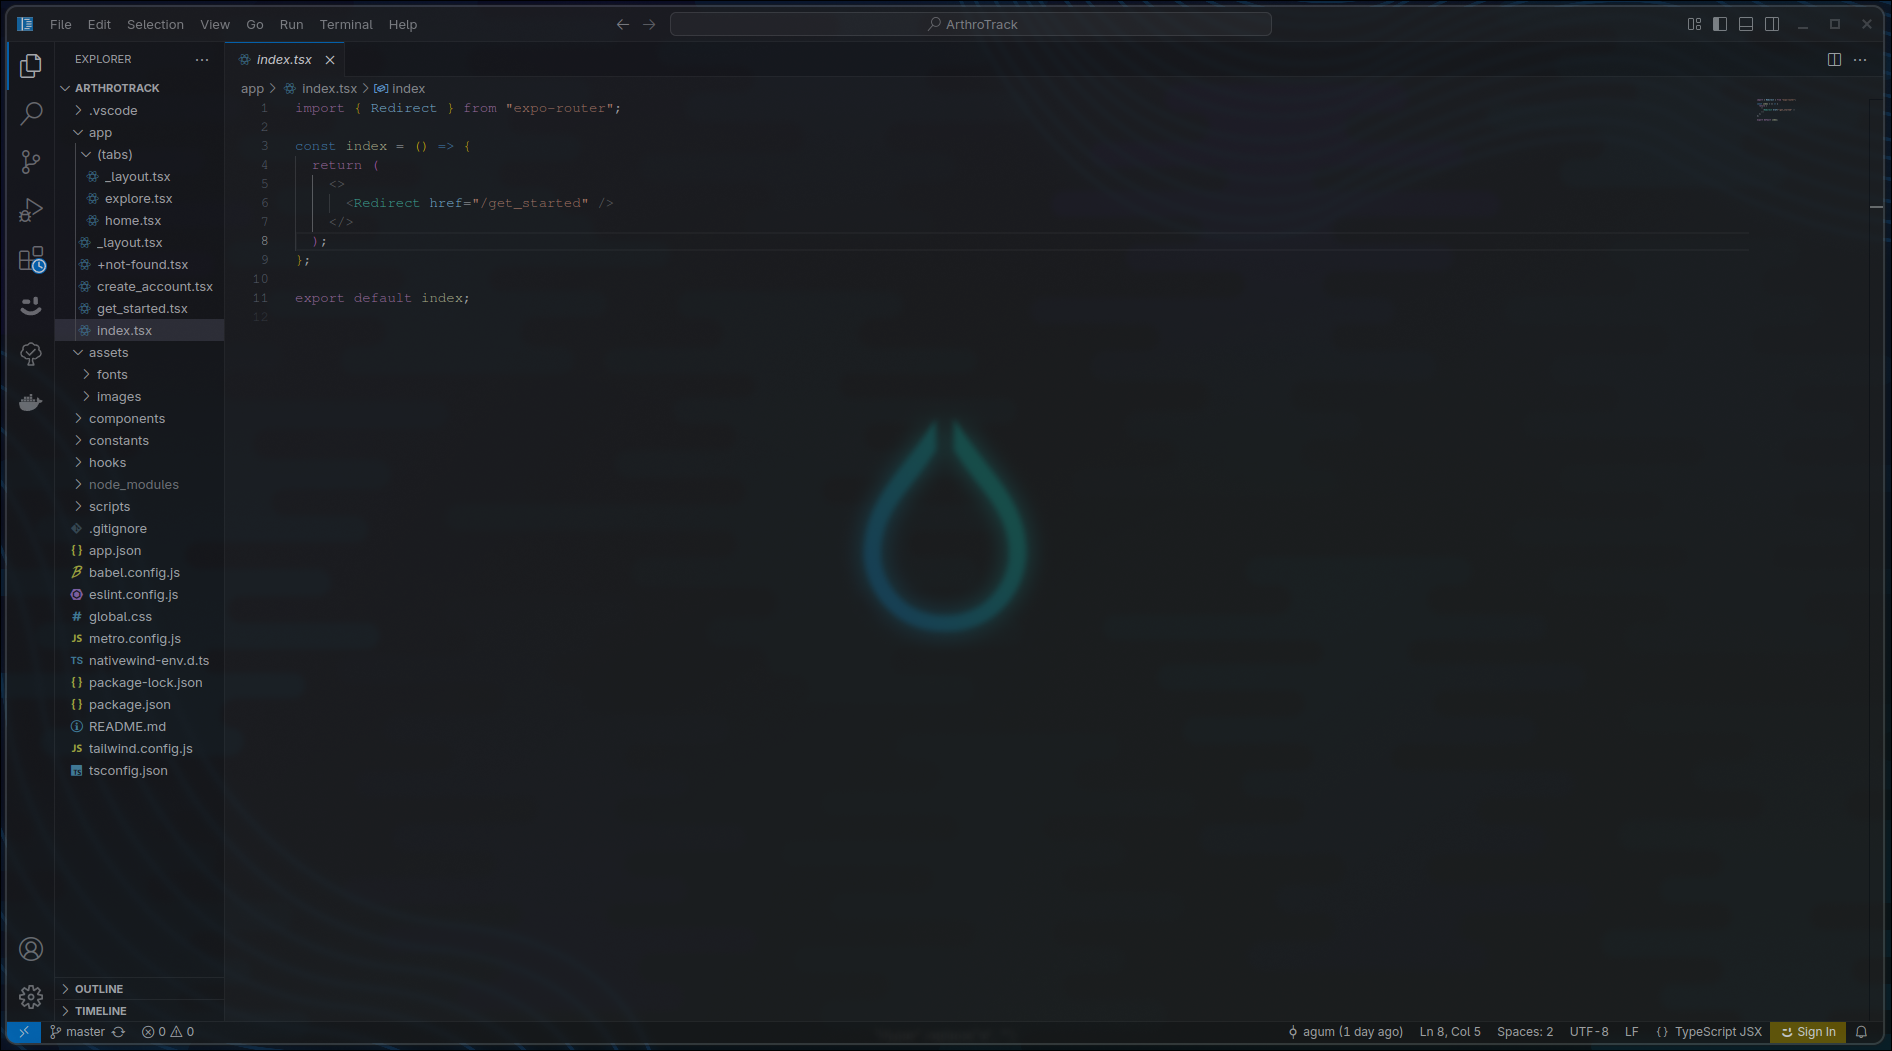 File Edit Selection View Go Run Terminal Help
ArthroTrack
EXPLORER
ARTHROTRACK
.vscode
app
(tabs)
_layout.tsx
explore.tsx
home.tsx
_layout.tsx
+not-found.tsx
create_account.tsx
get_started.tsx
index.tsx
assets
fonts
images
components
constants
hooks
node_modules
scripts
.gitignore
app.json
babel.config.js
eslint.config.js
# global.css
JS metro.config.js
TS nativewind-env.d.ts
package-lock.json
package.json
README.md
JS tailwind.config.js
TS tsconfig.json
OUTLINE
TIMELINE
index.tsx
app > index.tsx > index
1 import { Redirect } from "expo-router";
2
3 const index = () => {
4 return (
5 <>
6 <Redirect href="/get_started" />
7 </>
8 );
9 };
10
11 export default index;
12
master 0 0 agum (1 day ago) Ln 8, Col 5 Spaces: 2 UTF-8 LF {} TypeScript JSX Sign In